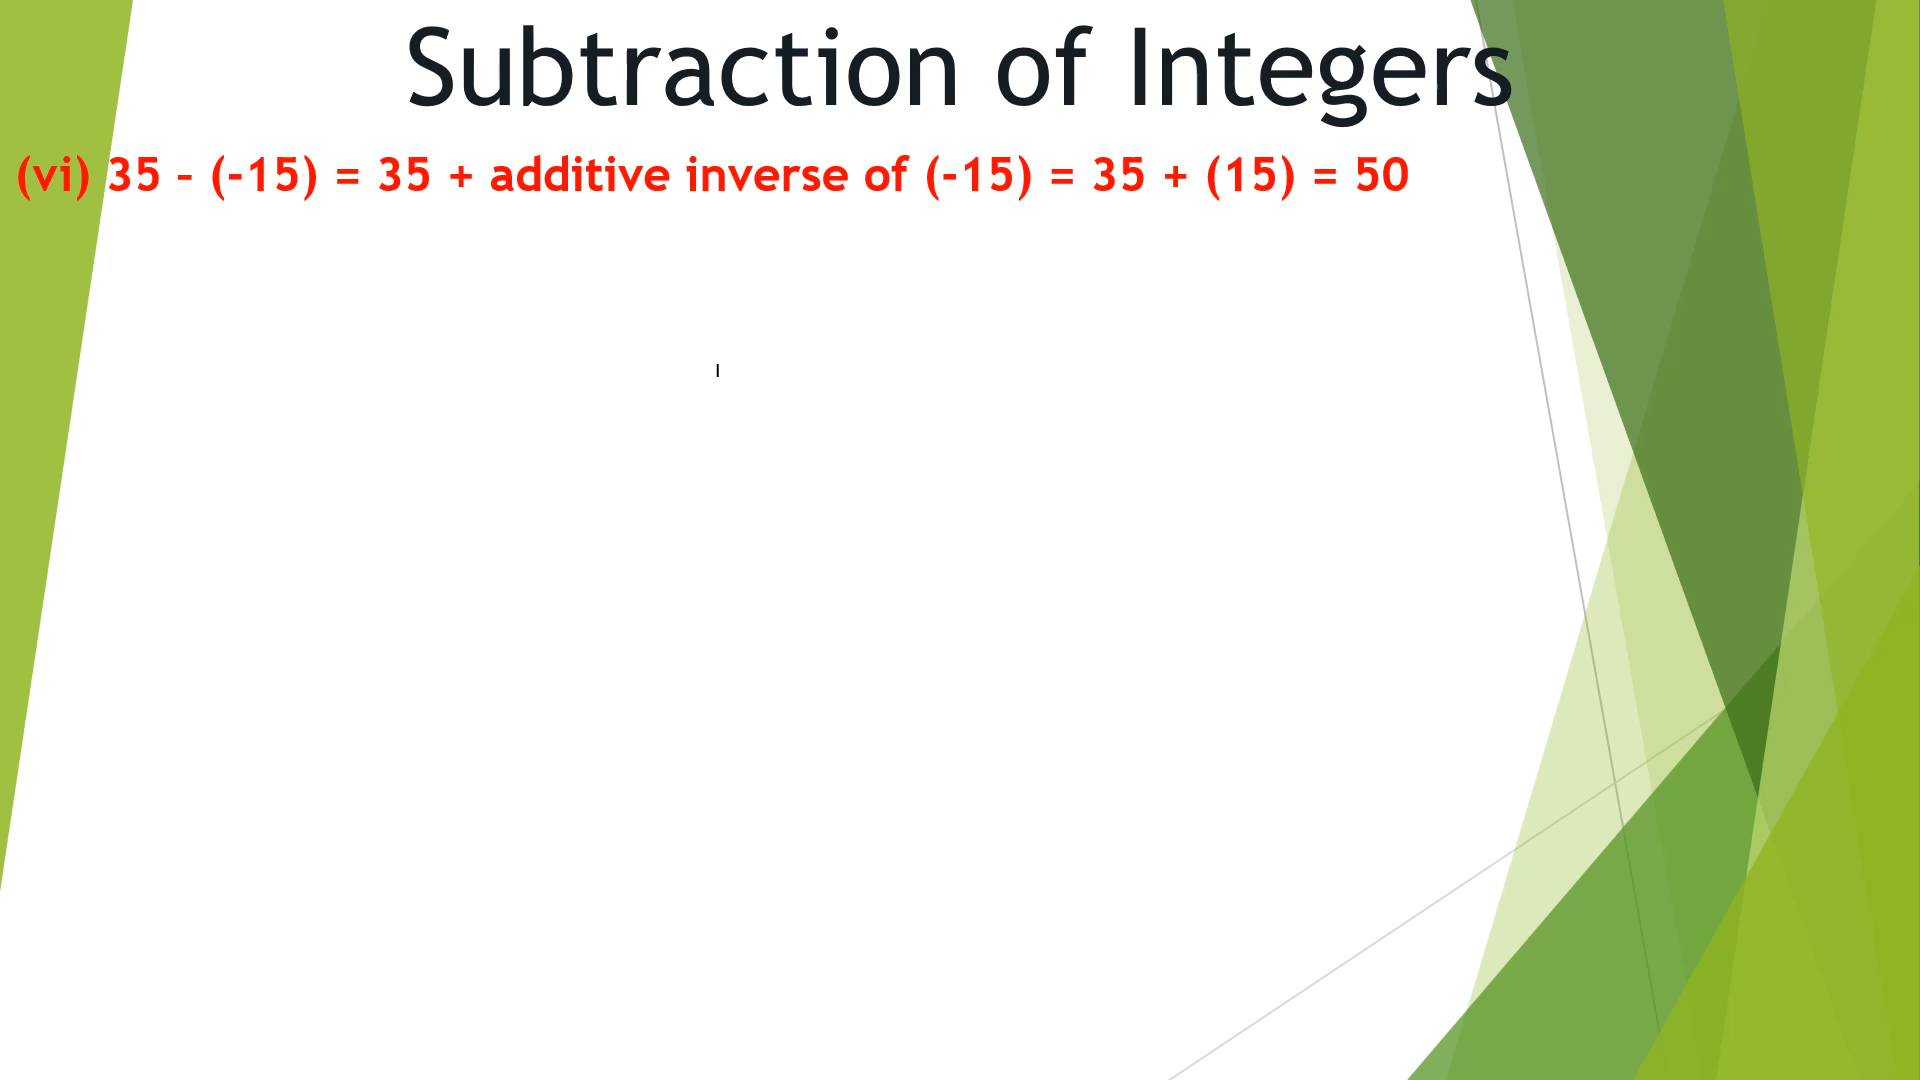 Subtraction of Integers
(vi) 35 – (-15) = 35 + additive inverse of (-15) = 35 + (15) = 50